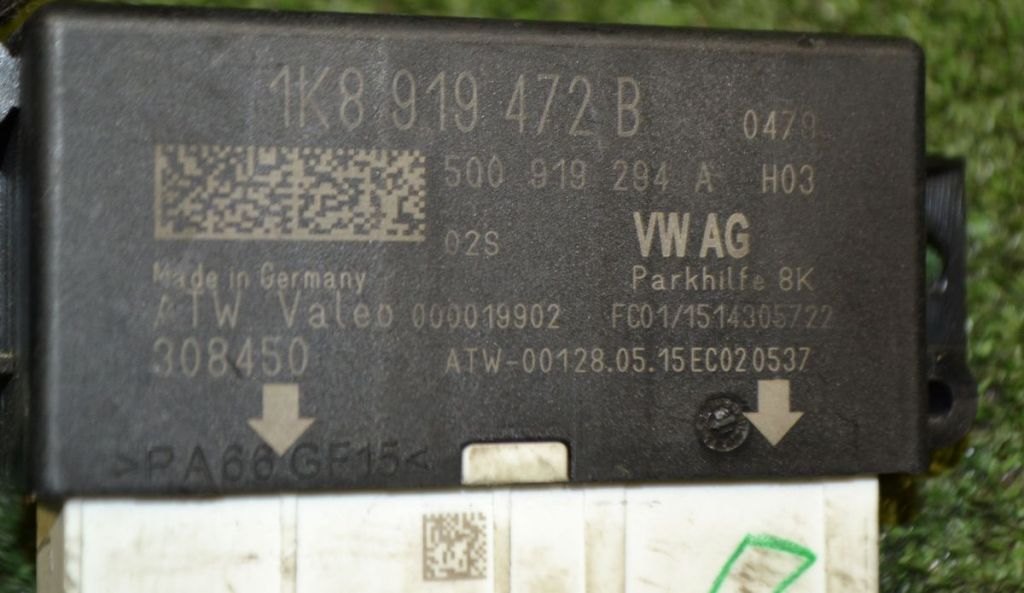 1K8 919 472 B 0479
5Q0 919 294 A H03
02S VW AG
Made in Germany Parkhilfe 8K
ATW Valeo 000019902 FC01/1514305722
308450 ATW-00128.05.15EC020537
>PA66 GF15<